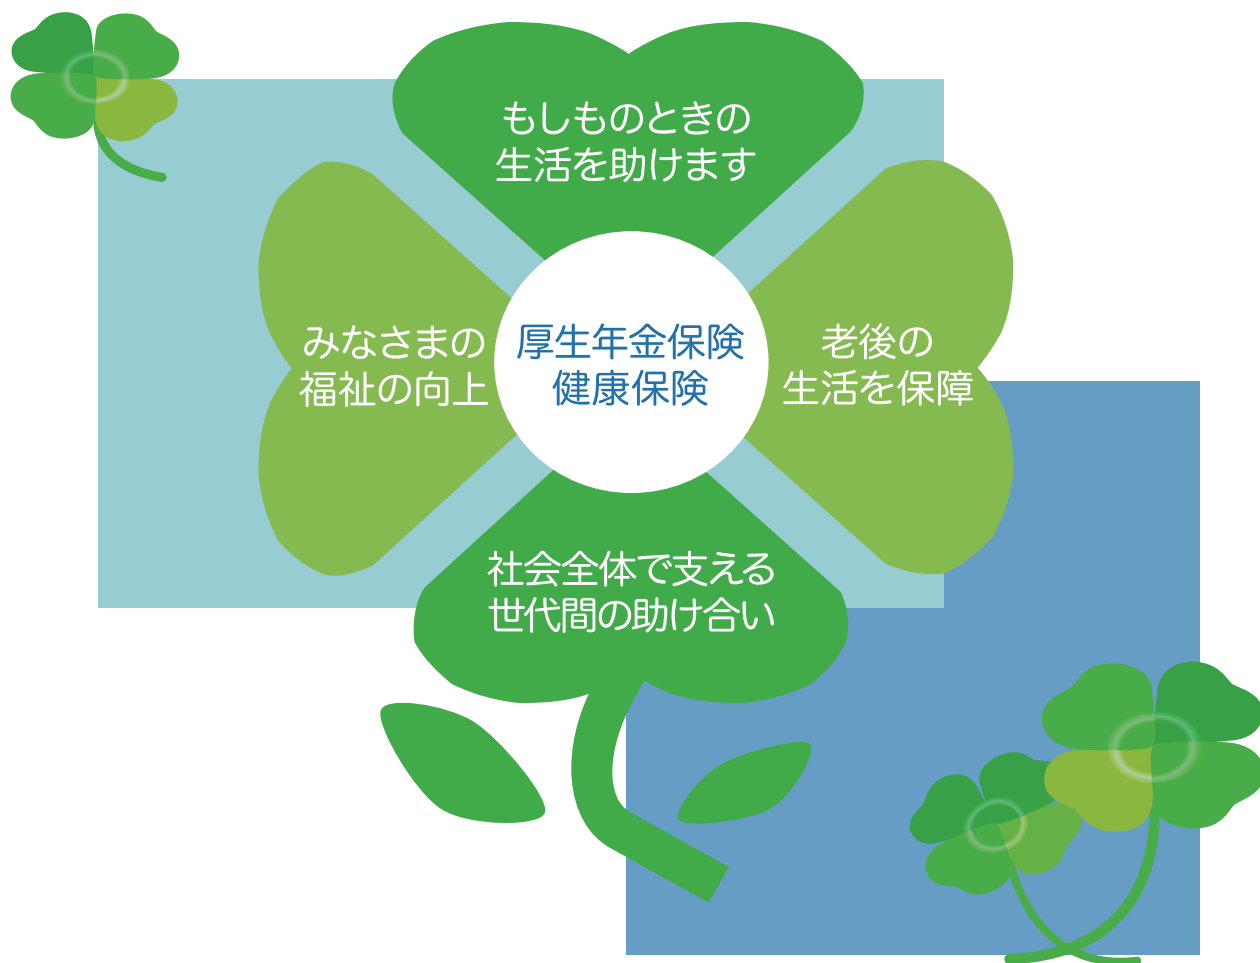 もしものときの
生活を助けます
みなさまの
福祉の向上
厚生年金保険
健康保険
老後の
生活を保障
社会全体で支える
世代間の助け合い